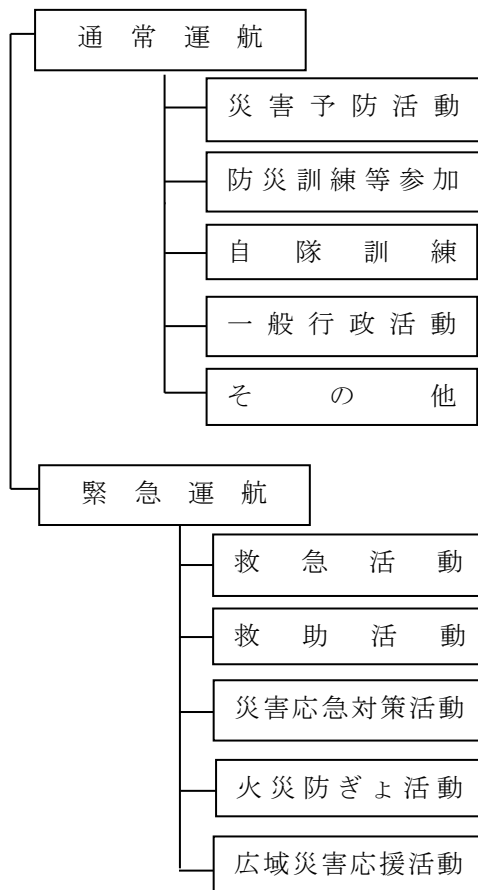 通常運航
災害予防活動
防災訓練等参加
自隊訓練
一般行政活動
その他
緊急運航
救急活動
救助活動
災害応急対策活動
火災防ぎょ活動
広域災害応援活動